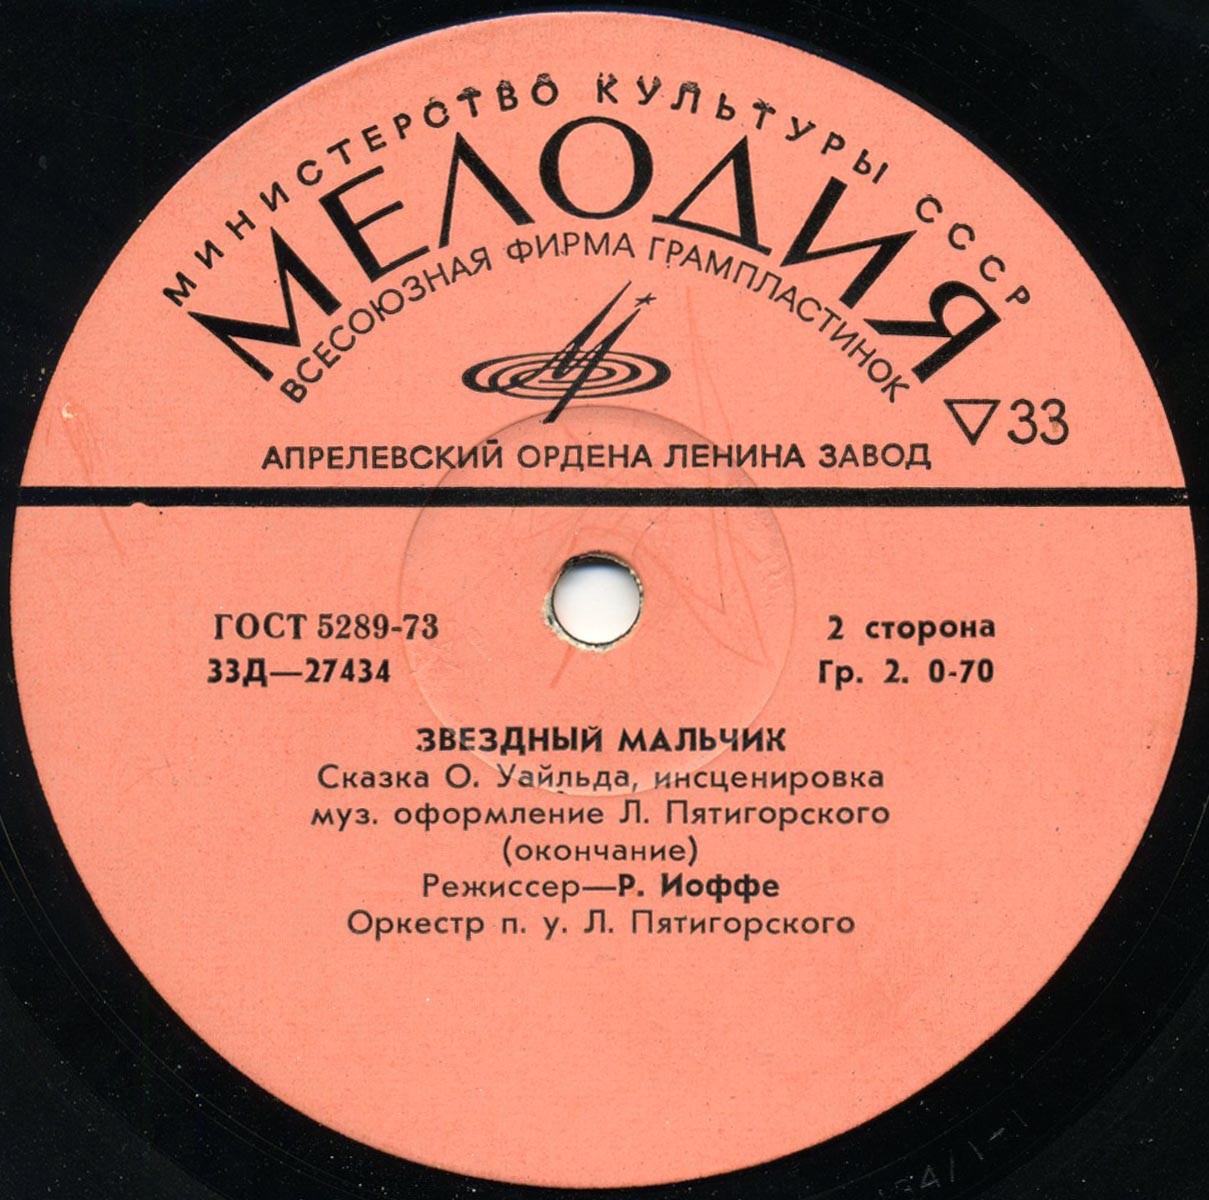 МИНИСТЕРСТВО КУЛЬТУРЫ СССР
МЕЛОДИЯ
ВСЕСОЮЗНАЯ ФИРМА ГРАМПЛАСТИНОК
33
АПРЕЛЕВСКИЙ ОРДЕНА ЛЕНИНА ЗАВОД
ГОСТ 5289-73
2 сторона
33Д—27434
Гр. 2. 0-70
ЗВЕЗДНЫЙ МАЛЬЧИК
Сказка О. Уайльда, инсценировка
муз. оформление Л. Пятигорского
(окончание)
Режиссер—Р. Иоффе
Оркестр п. у. Л. Пятигорского